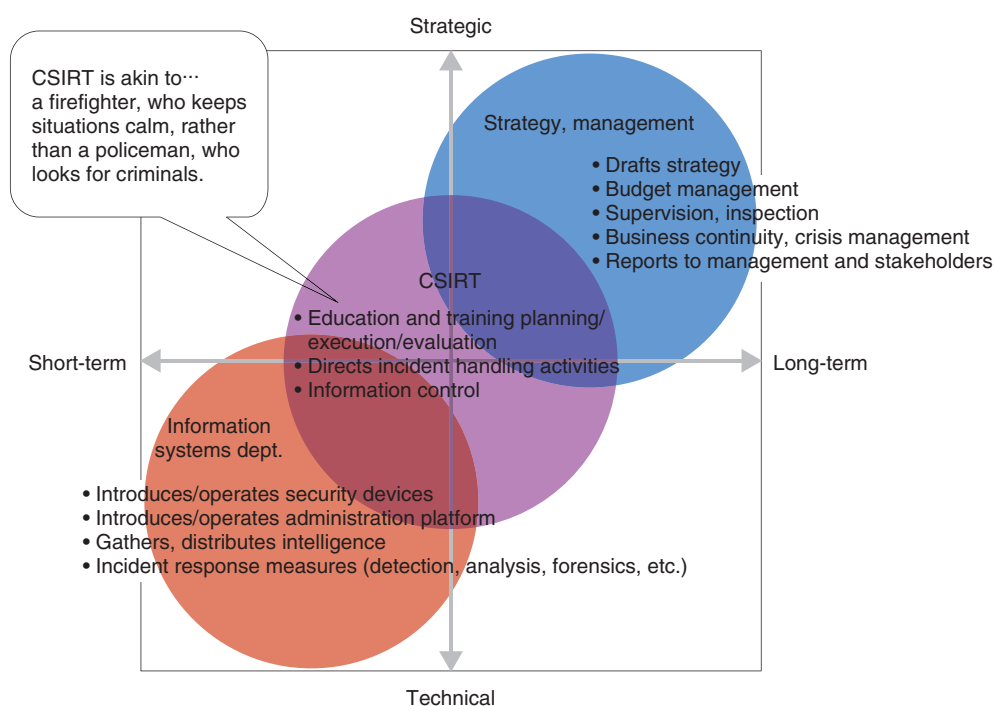 Strategic
CSIRT is akin to…
a firefighter, who keeps
situations calm, rather
than a policeman, who
looks for criminals.
Strategy, management
• Drafts strategy
• Budget management
• Supervision, inspection
• Business continuity, crisis management
• Reports to management and stakeholders
CSIRT
• Education and training planning/
execution/evaluation
• Directs incident handling activities
• Information control
Short-term
Long-term
Information
systems dept.
• Introduces/operates security devices
• Introduces/operates administration platform
• Gathers, distributes intelligence
• Incident response measures (detection, analysis, forensics, etc.)
Technical